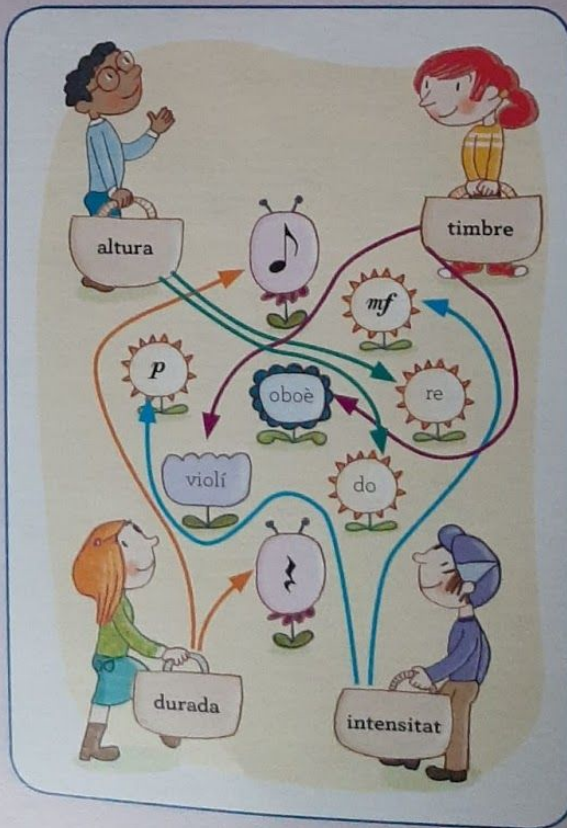 altura
timbre
mf
p
oboè
re
violí
do
durada
intensitat